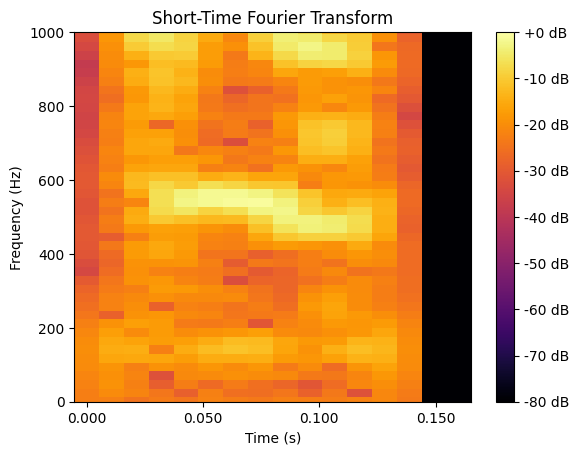 Short-Time Fourier Transform
1000
800
600
400
200
0
Frequency (Hz)
0.000
0.050
0.100
0.150
Time (s)
+0 dB
-10 dB
-20 dB
-30 dB
-40 dB
-50 dB
-60 dB
-70 dB
-80 dB